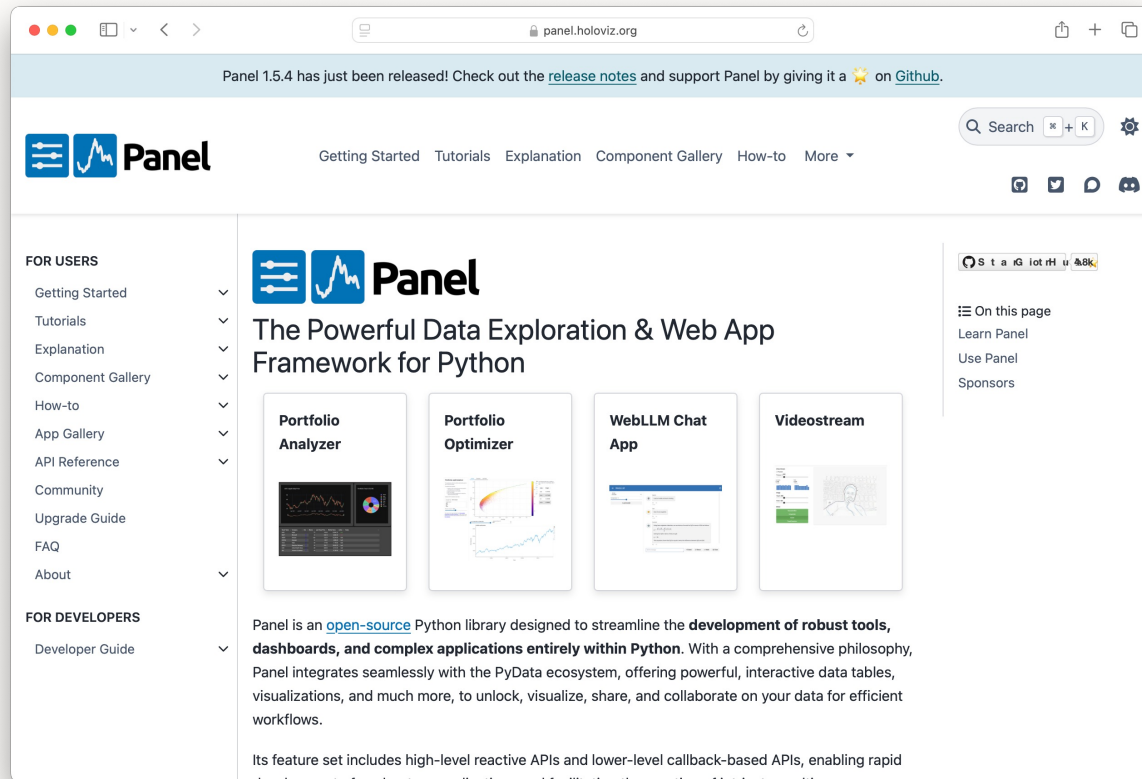 panel.holoviz.org
Panel 1.5.4 has just been released! Check out the release notes and support Panel by giving it a 🌟 on Github.
Panel
Getting Started Tutorials Explanation Component Gallery How-to More
Search ⌘ + K
FOR USERS
Getting Started
Tutorials
Explanation
Component Gallery
How-to
App Gallery
API Reference
Community
Upgrade Guide
FAQ
About
FOR DEVELOPERS
Developer Guide
Panel
The Powerful Data Exploration & Web App
Framework for Python
Portfolio
Analyzer
Portfolio
Optimizer
WebLLM Chat
App
Videostream
Panel is an open-source Python library designed to streamline the development of robust tools,
dashboards, and complex applications entirely within Python. With a comprehensive philosophy,
Panel integrates seamlessly with the PyData ecosystem, offering powerful, interactive data tables,
visualizations, and much more, to unlock, visualize, share, and collaborate on your data for efficient
workflows.
Its feature set includes high-level reactive APIs and lower-level callback-based APIs, enabling rapid
On this page
Learn Panel
Use Panel
Sponsors